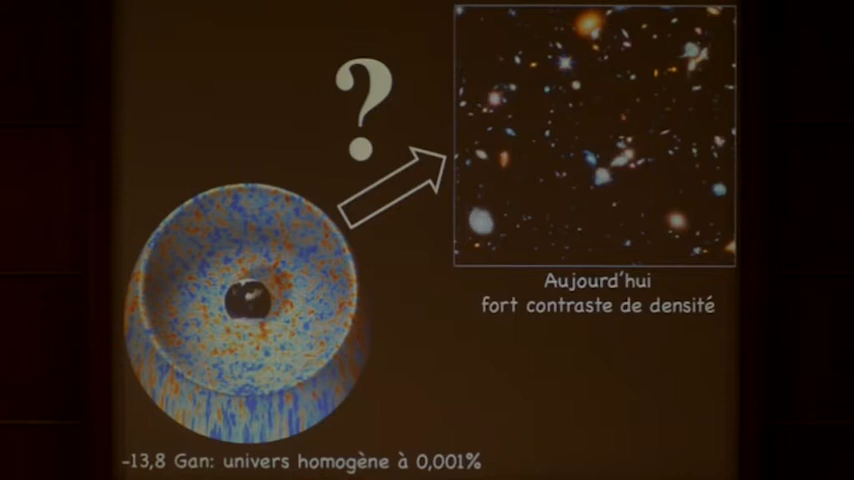 ?
Aujourd'hui
fort contraste de densité
-13,8 Gan: univers homogène à 0,001%